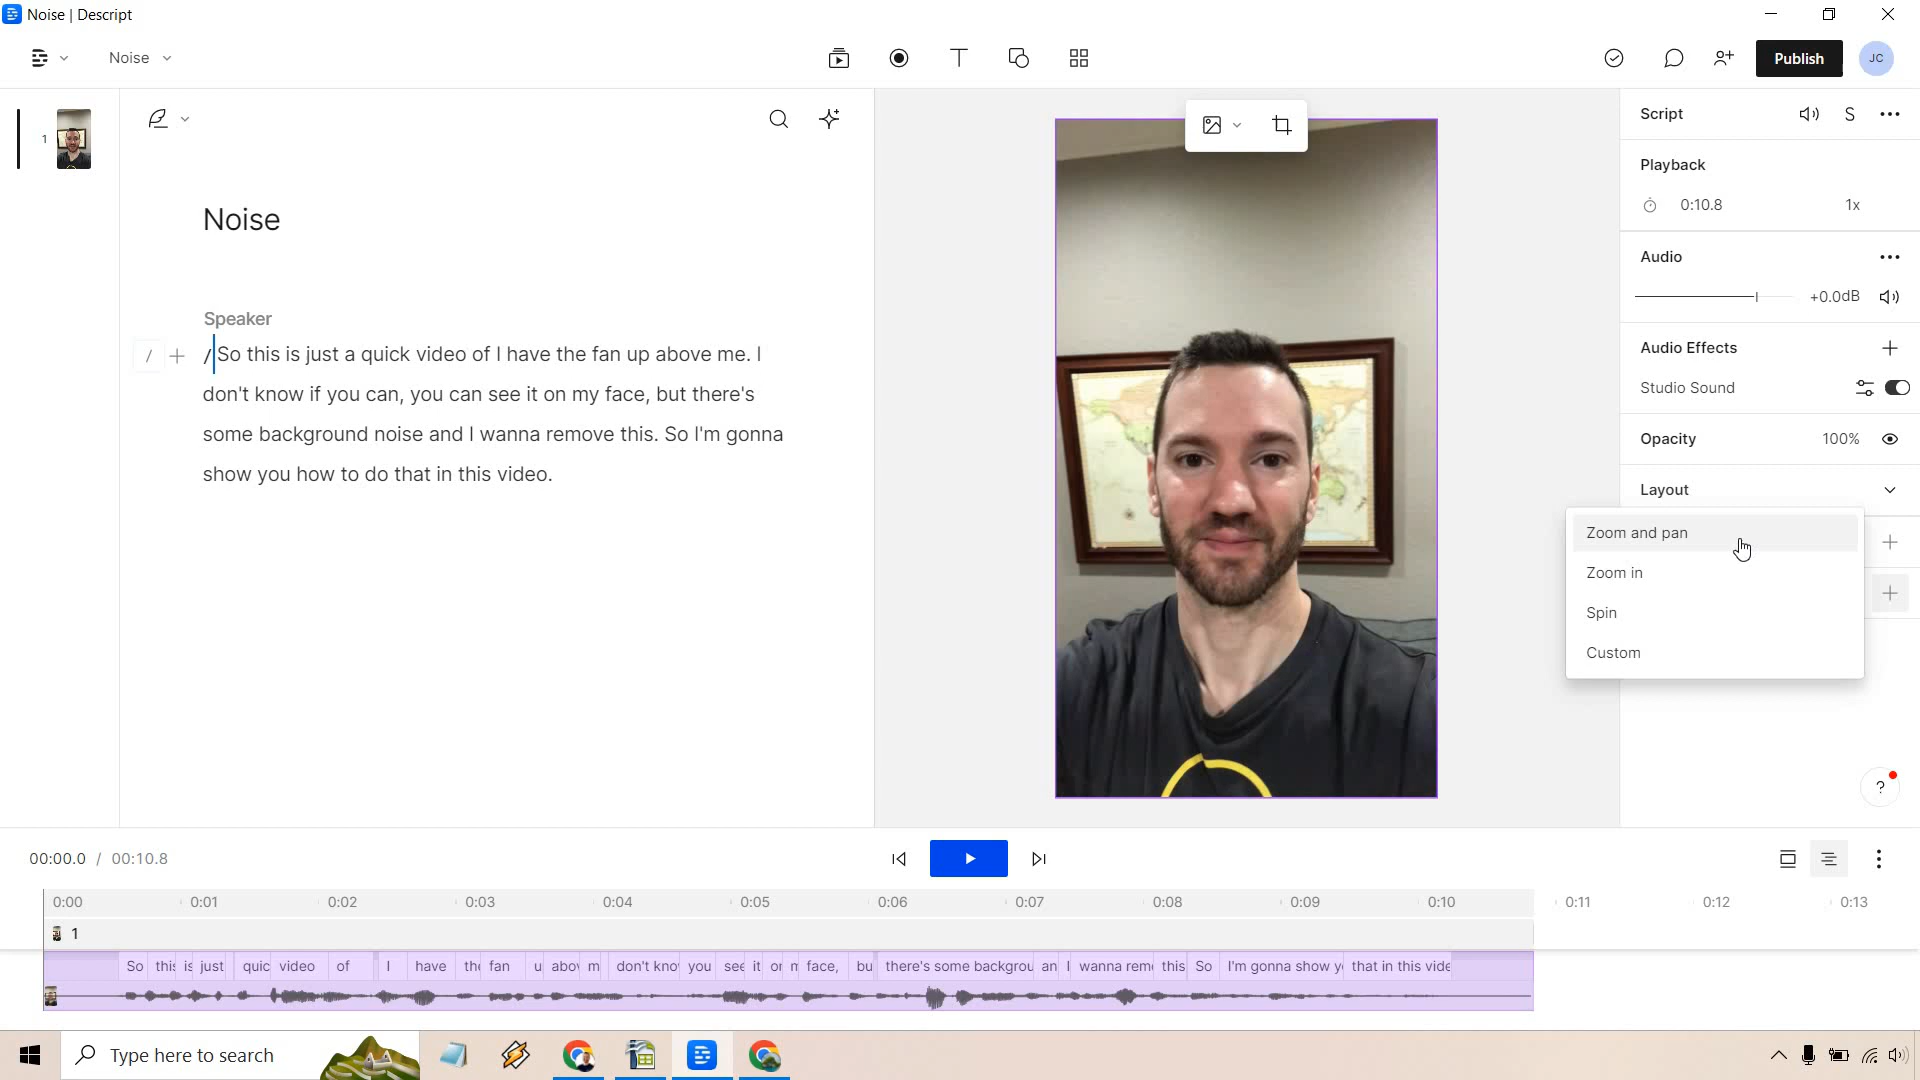 Noise | Descript
Noise
Publish
JC
1
Noise
Speaker
/ + / So this is just a quick video of I have the fan up above me. I
don't know if you can, you can see it on my face, but there's
some background noise and I wanna remove this. So I'm gonna
show you how to do that in this video.
Script
S
Playback
0:10.8
1x
Audio
+0.0dB
Audio Effects
Studio Sound
Opacity
100%
Layout
Zoom and pan
Zoom in
Spin
Custom
?
00:00.0 / 00:10.8
0:00 0:01 0:02 0:03 0:04 0:05 0:06 0:07 0:08 0:09 0:10 0:11 0:12 0:13
1
So this is just quic video of I have the fan u abov m don't kno you see it or face, bu there's some backgrou an I wanna rem this So I'm gonna show y that in this vide
Type here to search